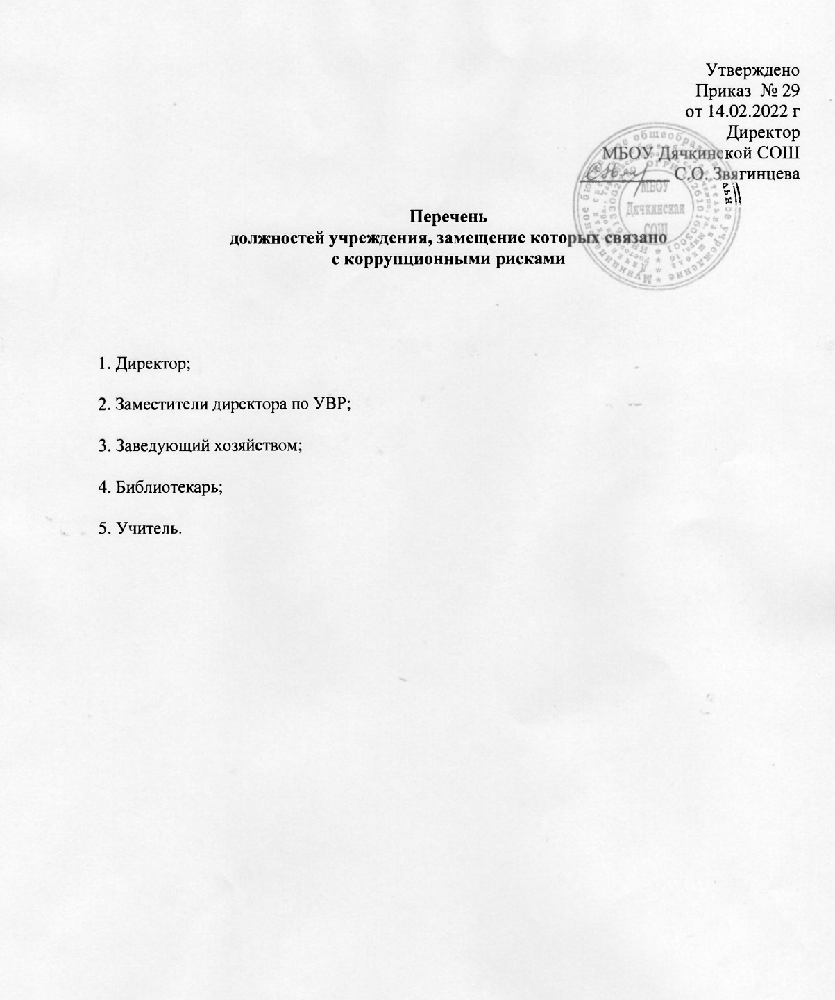 Утверждено
Приказ № 29
от 14.02.2022 г
Директор
МБОУ Дячкинской СОШ
С.О. Звягинцева
МБОУ
Дячкинская
СОШ
Перечень
должностей учреждения, замещение которых связано
с коррупционными рисками
1. Директор;
2. Заместители директора по УВР;
3. Заведующий хозяйством;
4. Библиотекарь;
5. Учитель.